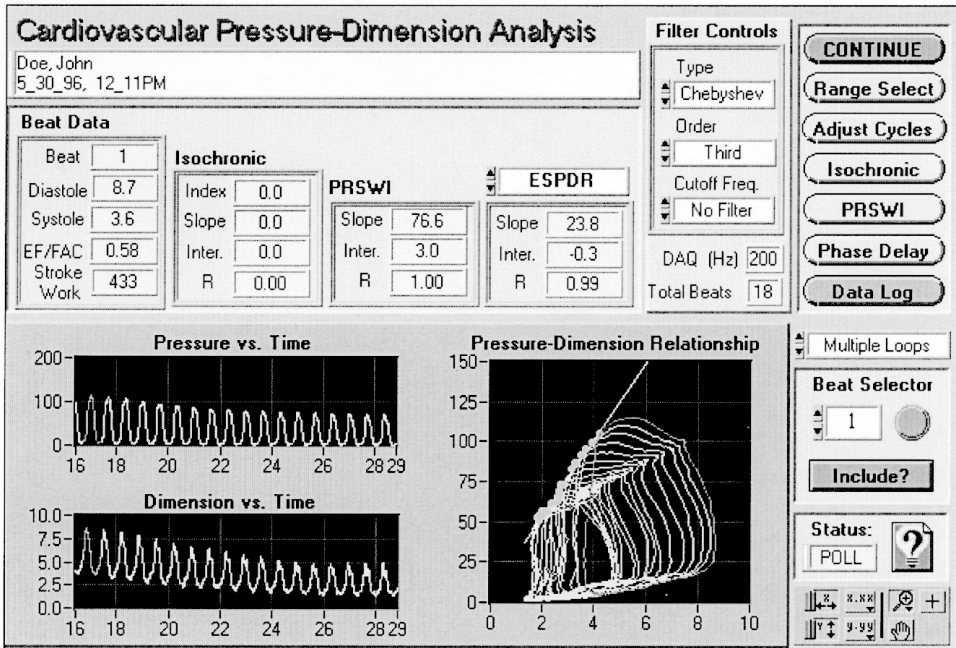 Cardiovascular Pressure-Dimension Analysis
Doe, John
5_30_96, 12_11PM
Beat Data
Beat 1
Diastole 8.7
Systole 3.6
EF/FAC 0.58
Stroke
Work 433
Isochronic
Index 0.0
Slope 0.0
Inter. 0.0
R 0.00
PRSWI
Slope 76.6
Inter. 3.0
R 1.00
ESPDR
Slope 23.8
Inter. -0.3
R 0.99
Filter Controls
Type
Chebyshev
Order
Third
Cutoff Freq.
No Filter
DAQ (Hz) 200
Total Beats 18
CONTINUE
Range Select
Adjust Cycles
Isochronic
PRSWI
Phase Delay
Data Log
Pressure vs. Time
200
100
0
16 18 20 22 24 26 28 29
Dimension vs. Time
10.0
7.5
5.0
2.5
0.0
16 18 20 22 24 26 28 29
Pressure-Dimension Relationship
150
125
100
75
50
25
0
0 2 4 6 8 10
Multiple Loops
Beat Selector
1
Include?
Status:
POLL
?
X x.xx
Y y.yy